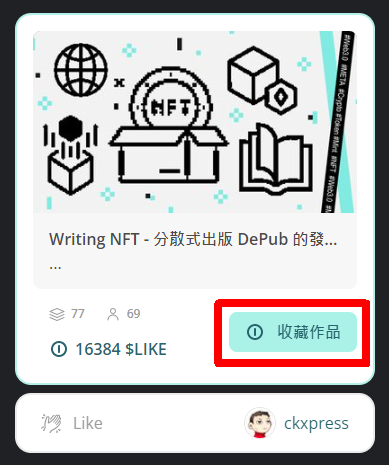 #Web3.0 #META #Crypto #Token #Mint #NFT #Web3.0 #M
NFT
Writing NFT - 分散式出版 DePub 的發...
...
77 69
16384 $LIKE
收藏作品
Like
ckxpress